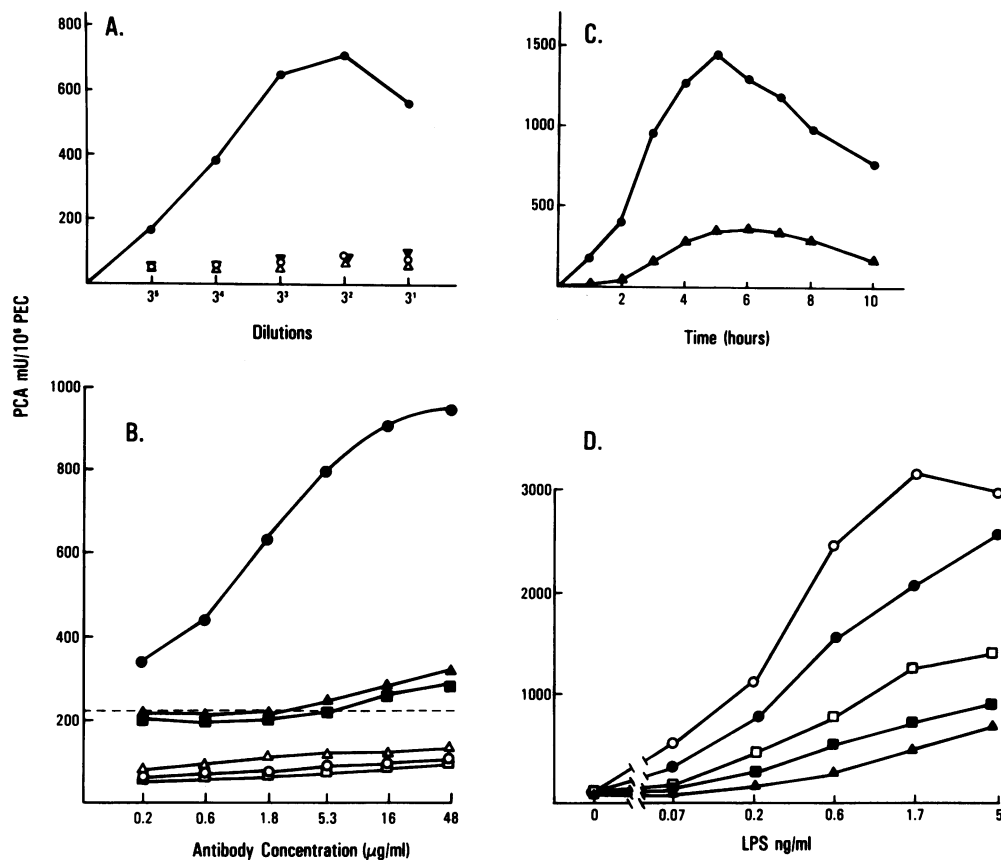 A.
800
600
400
200
3⁵ 3⁴ 3³ 3² 3¹
Dilutions
C.
1500
1000
500
2 4 6 8 10
Time (hours)
PCA mU/10⁶ PEC
B.
1000
800
600
400
200
0.2 0.6 1.8 5.3 16 48
Antibody Concentration (µg/ml)
D.
3000
2000
1000
0 0.07 0.2 0.6 1.7 5
LPS ng/ml